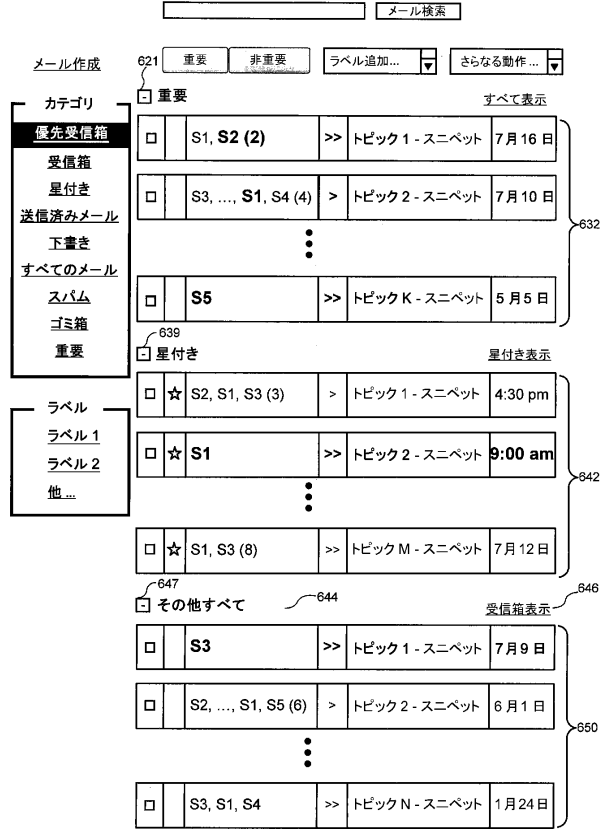 メール検索
メール作成
621
重要
非重要
ラベル追加...
▼
さらなる動作...
▼
カテゴリ
優先受信箱
受信箱
星付き
送信済みメール
下書き
すべてのメール
スパム
ゴミ箱
重要
ラベル
ラベル 1
ラベル 2
他 ...
- 重要
すべて表示
S1, S2 (2) >> トピック 1 - スニペット 7月16日
S3, ..., S1, S4 (4) > トピック 2 - スニペット 7月10日
S5 >> トピック K - スニペット 5月5日
632
639
- 星付き
星付き表示
☆ S2, S1, S3 (3) > トピック 1 - スニペット 4:30 pm
☆ S1 >> トピック 2 - スニペット 9:00 am
☆ S1, S3 (8) >> トピック M - スニペット 7月12日
642
647
- その他すべて
644
646
受信箱表示
S3 >> トピック 1 - スニペット 7月9日
S2, ..., S1, S5 (6) > トピック 2 - スニペット 6月1日
S3, S1, S4 >> トピック N - スニペット 1月24日
650